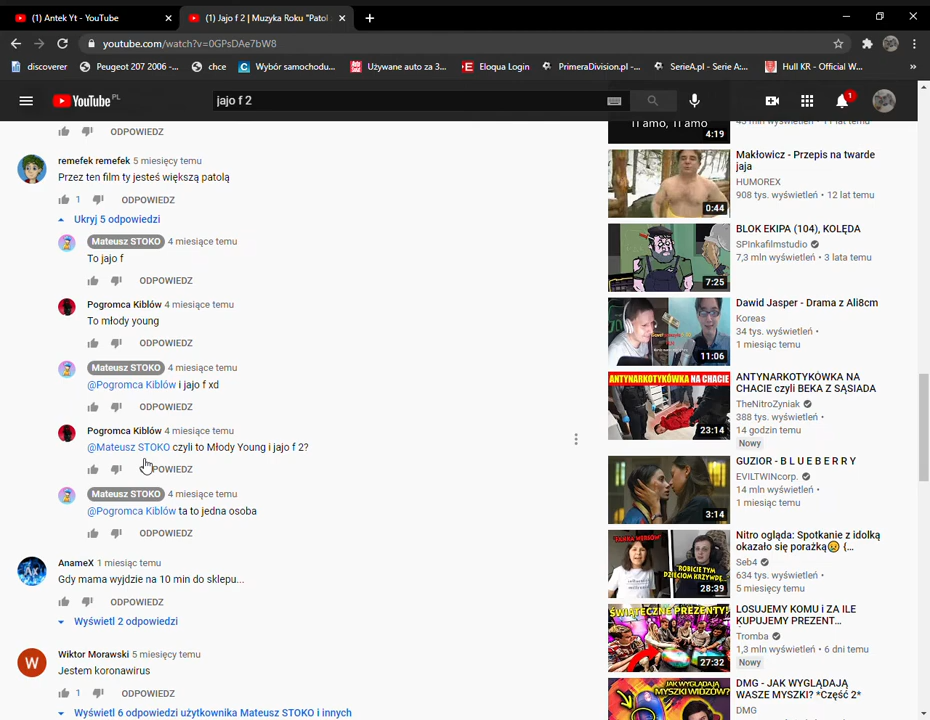 (1) Antek Yt - YouTube
(1) Jajo f 2 | Muzyka Roku "Patol
youtube.com/watch?v=0GPsDAe7bW8
discoverer
Peugeot 207 2006 -...
chce
Wybór samochodu...
Używane auto za 3...
Eloqua Login
PrimeraDivision.pl -...
SerieA.pl - Serie A:...
Hull KR - Official W...
»
YouTube PL
jajo f 2
1
ODPOWIEDZ
remefek remefek 5 miesięcy temu
Przez ten film ty jesteś większą patolą
1 ODPOWIEDZ
Ukryj 5 odpowiedzi
Mateusz STOKO 4 miesiące temu
To jajo f
ODPOWIEDZ
Pogromca Kiblów 4 miesiące temu
To młody young
ODPOWIEDZ
Mateusz STOKO 4 miesiące temu
@Pogromca Kiblów i jajo f xd
ODPOWIEDZ
Pogromca Kiblów 4 miesiące temu
@Mateusz STOKO czyli to Młody Young i jajo f 2?
ODPOWIEDZ
Mateusz STOKO 4 miesiące temu
@Pogromca Kiblów ta to jedna osoba
ODPOWIEDZ
AnameX 1 miesiąc temu
Gdy mama wyjdzie na 10 min do sklepu...
ODPOWIEDZ
Wyświetl 2 odpowiedzi
W
Wiktor Morawski 5 miesięcy temu
Jestem koronawirus
1 ODPOWIEDZ
Wyświetl 6 odpowiedzi użytkownika Mateusz STOKO i innych
Ti amo, Ti amo
4:19
Makłowicz - Przepis na twarde
jaja
HUMOREX
908 tys. wyświetleń • 12 lat temu
0:44
BLOK EKIPA (104), KOLĘDA
SPInkafilmstudio
7,3 mln wyświetleń • 3 lata temu
7:25
Dawid Jasper - Drama z Ali8cm
Koreas
34 tys. wyświetleń •
1 miesiąc temu
11:06
ANTYNARKOTYKÓWKA NA CHACIE
23:14
ANTYNARKOTYKÓWKA NA
CHACIE czyli BEKA Z SĄSIADA
TheNitroZyniak
388 tys. wyświetleń •
14 godzin temu
Nowy
GUZIOR - B L U E B E R R Y
EVILTWINcorp.
14 mln wyświetleń •
1 miesiąc temu
3:14
"ROBICIE TYM
DZIECIOM KRZYWDĘ..."
28:39
Nitro ogląda: Spotkanie z idolką
okazało się porażką😥 {...
Seb4
634 tys. wyświetleń •
5 miesięcy temu
ŚWIĄTECZNE PREZENTY!
27:32
LOSUJEMY KOMU i ZA ILE
KUPUJEMY PREZENT...
Tromba
1,3 mln wyświetleń • 6 dni temu
Nowy
JAK WYGLĄDAJĄ
MYSZKI WIDZÓW?
DMG - JAK WYGLĄDAJĄ
WASZE MYSZKI? *Część 2*
DMG